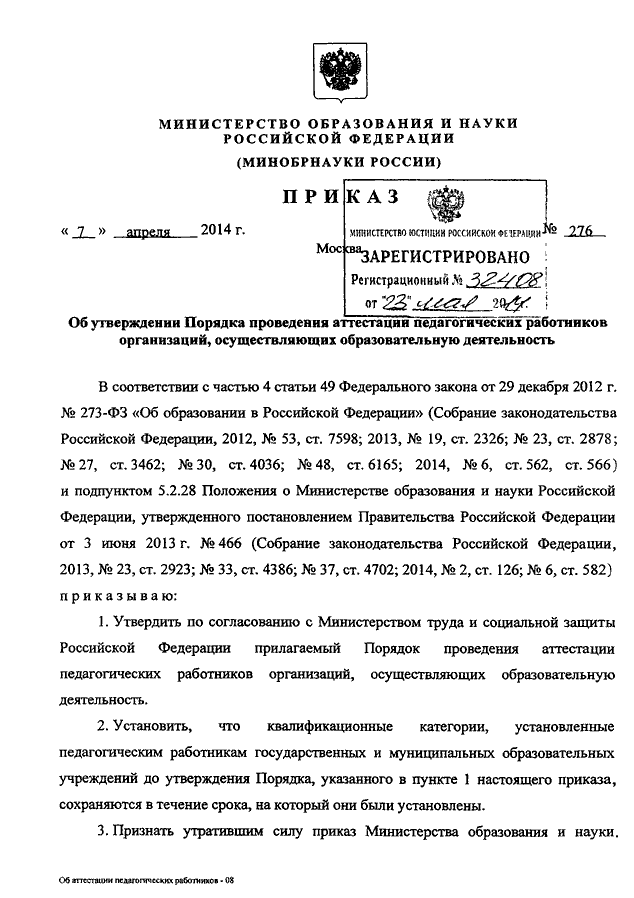 МИНИСТЕРСТВО ОБРАЗОВАНИЯ И НАУКИ
РОССИЙСКОЙ ФЕДЕРАЦИИ
(МИНОБРНАУКИ РОССИИ)
ПРИКАЗ
« 7 » апреля 2014 г.
МИНИСТЕРСТВО ЮСТИЦИИ РОССИЙСКОЙ ФЕДЕРАЦИИ
№ 276
Москва
ЗАРЕГИСТРИРОВАНО
Регистрационный № 32408
от "23" мая 2014.
Об утверждении Порядка проведения аттестации педагогических работников
организаций, осуществляющих образовательную деятельность
В соответствии с частью 4 статьи 49 Федерального закона от 29 декабря 2012 г.
№ 273-ФЗ «Об образовании в Российской Федерации» (Собрание законодательства
Российской Федерации, 2012, № 53, ст. 7598; 2013, № 19, ст. 2326; № 23, ст. 2878;
№ 27, ст. 3462; № 30, ст. 4036; № 48, ст. 6165; 2014, № 6, ст. 562, ст. 566)
и подпунктом 5.2.28 Положения о Министерстве образования и науки Российской
Федерации, утвержденного постановлением Правительства Российской Федерации
от 3 июня 2013 г. № 466 (Собрание законодательства Российской Федерации,
2013, № 23, ст. 2923; № 33, ст. 4386; № 37, ст. 4702; 2014, № 2, ст. 126; № 6, ст. 582)
приказываю:
1. Утвердить по согласованию с Министерством труда и социальной защиты
Российской Федерации прилагаемый Порядок проведения аттестации
педагогических работников организаций, осуществляющих образовательную
деятельность.
2. Установить, что квалификационные категории, установленные
педагогическим работникам государственных и муниципальных образовательных
учреждений до утверждения Порядка, указанного в пункте 1 настоящего приказа,
сохраняются в течение срока, на который они были установлены.
3. Признать утратившим силу приказ Министерства образования и науки.
Об аттестации педагогических работников - 08